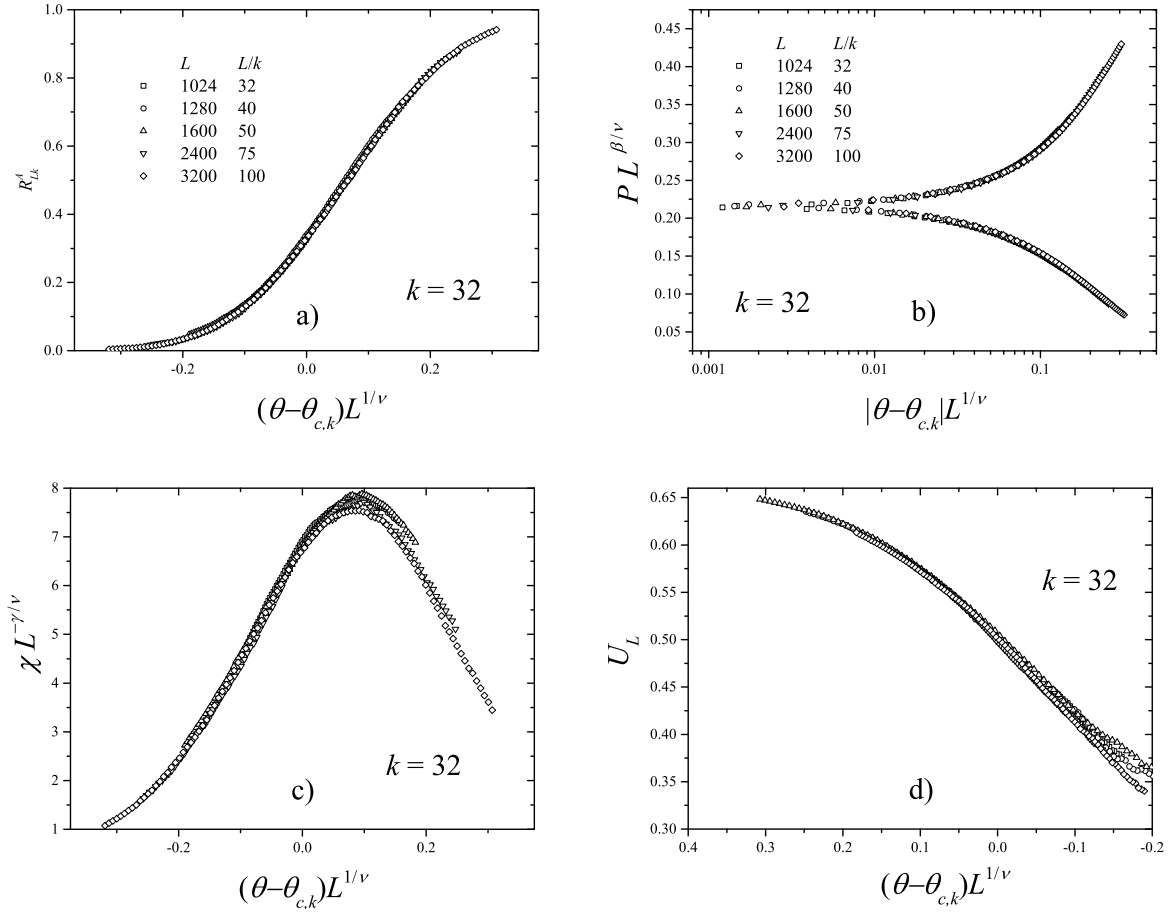 1.0
0.8
0.6
0.4
0.2
0.0
-0.2 0.0 0.2
R^A_{Lk}
(θ–θ_{c,k})L^{1/ν}
L L/k
1024 32
1280 40
1600 50
2400 75
3200 100
k = 32
a)
0.45
0.40
0.35
0.30
0.25
0.20
0.15
0.10
0.05
0.001 0.01 0.1
P L^{β/ν}
|θ–θ_{c,k}|L^{1/ν}
L L/k
1024 32
1280 40
1600 50
2400 75
3200 100
k = 32
b)
8
7
6
5
4
3
2
1
-0.2 0.0 0.2
χ L^{–γ/ν}
(θ–θ_{c,k})L^{1/ν}
k = 32
c)
0.65
0.60
0.55
0.50
0.45
0.40
0.35
0.30
0.4 0.3 0.2 0.1 0.0 -0.1 -0.2
U_L
(θ–θ_{c,k})L^{1/ν}
k = 32
d)